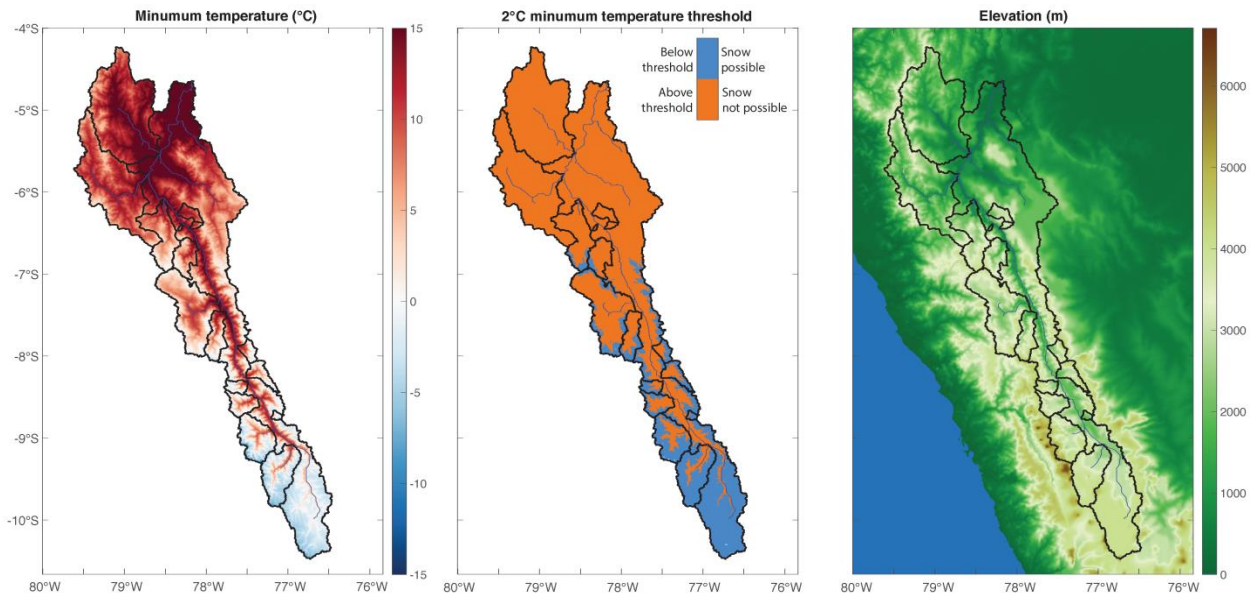 Minumum temperature (°C)
2°C minumum temperature threshold
Elevation (m)
-4°S
-5°S
-6°S
-7°S
-8°S
-9°S
-10°S
80°W
79°W
78°W
77°W
76°W
15
10
5
0
-5
-10
-15
Below
threshold
Snow
possible
Above
threshold
Snow
not possible
80°W
79°W
78°W
77°W
76°W
80°W
79°W
78°W
77°W
76°W
6000
5000
4000
3000
2000
1000
0